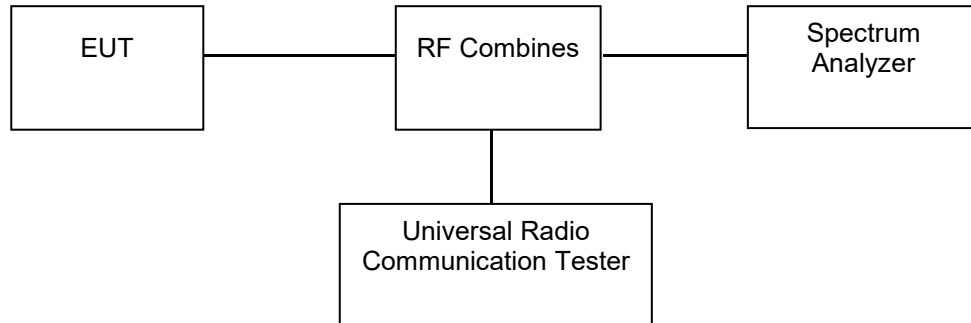 EUT
RF Combines
Spectrum
Analyzer
Universal Radio
Communication Tester